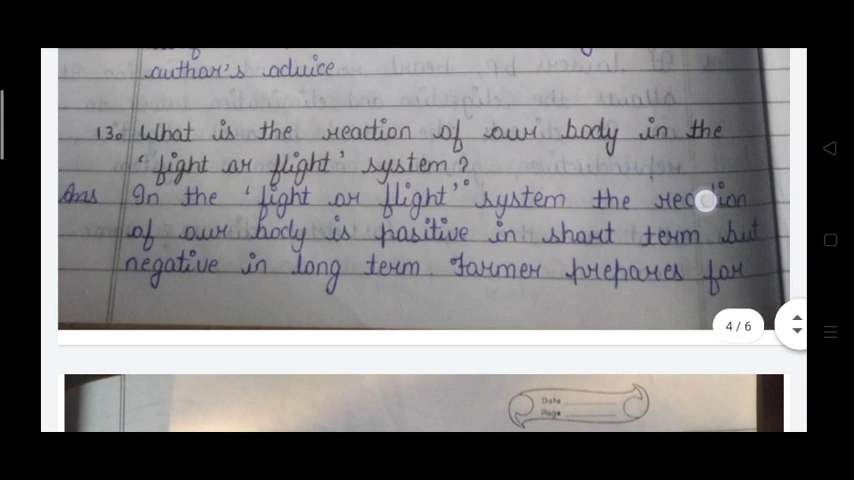 author's advice
13. What is the reaction of our body in the
'fight or flight' system?
Ans In the 'fight or flight' system the reaction
of our body is positive in short term but
negative in long term. Former prepares for
4 / 6
Date
Page